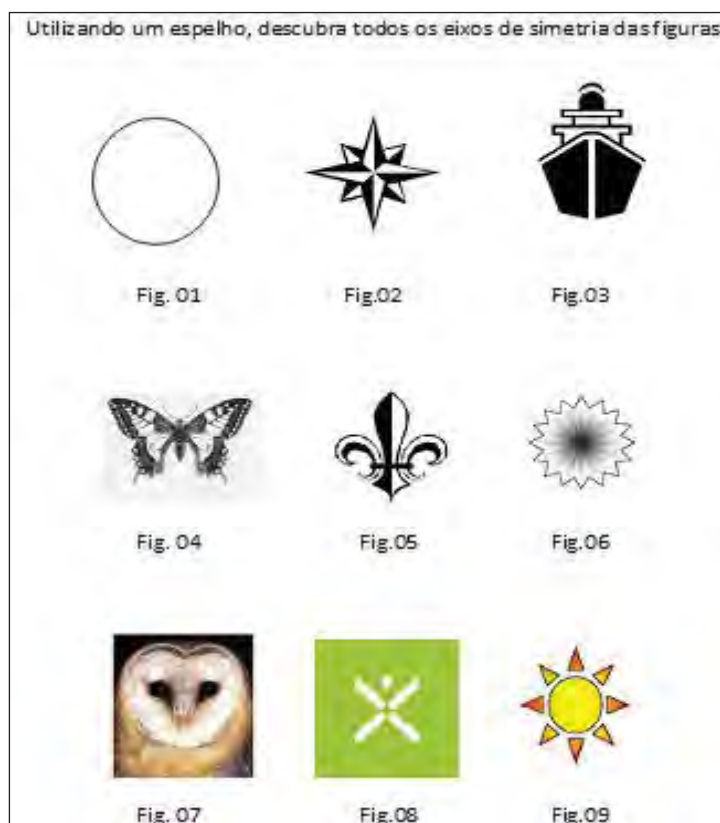 Utilizando um espelho, descubra todos os eixos de simetria das figuras
Fig. 01
Fig.02
Fig.03
Fig. 04
Fig.05
Fig.06
Fig. 07
Fig.08
Fig.09